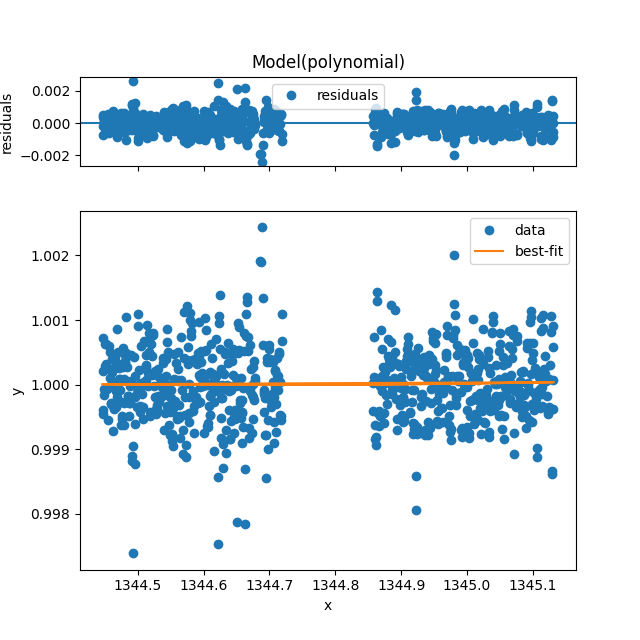 Model(polynomial)
residuals
0.002
0.000
−0.002
residuals
data
best-fit
y
1.002
1.001
1.000
0.999
0.998
1344.5 1344.6 1344.7 1344.8 1344.9 1345.0 1345.1
x